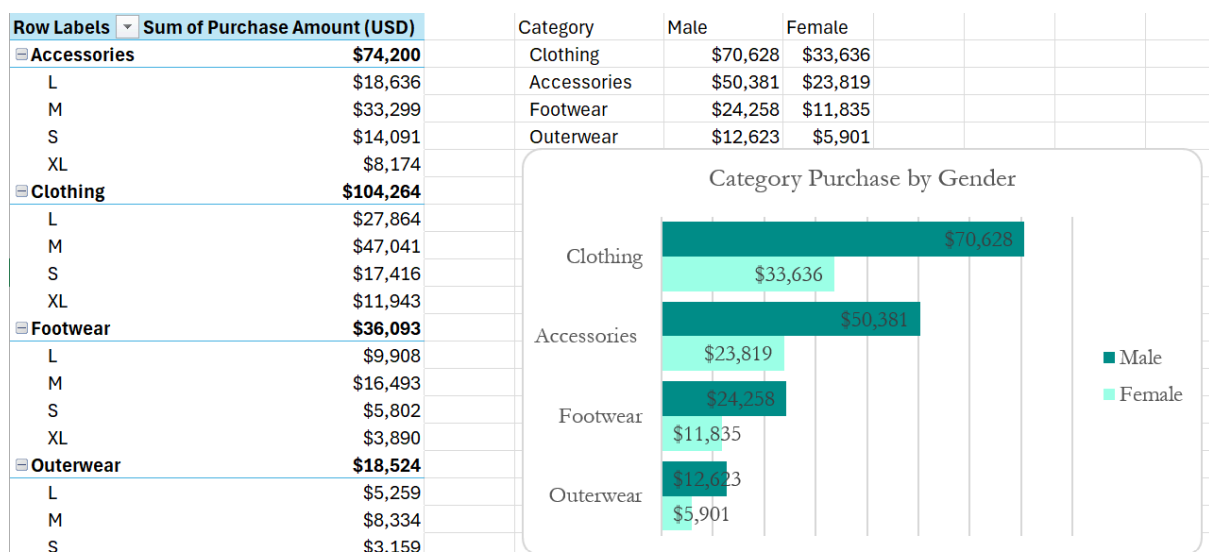 Row Labels Sum of Purchase Amount (USD)
Accessories $74,200
L $18,636
M $33,299
S $14,091
XL $8,174
Clothing $104,264
L $27,864
M $47,041
S $17,416
XL $11,943
Footwear $36,093
L $9,908
M $16,493
S $5,802
XL $3,890
Outerwear $18,524
L $5,259
M $8,334
S $3,159
Category Male Female
Clothing $70,628 $33,636
Accessories $50,381 $23,819
Footwear $24,258 $11,835
Outerwear $12,623 $5,901
Category Purchase by Gender
Clothing
$70,628
$33,636
Accessories
$50,381
$23,819
Footwear
$24,258
$11,835
Outerwear
$12,623
$5,901
Male
Female